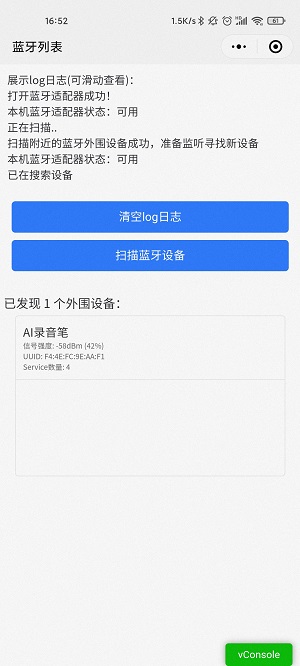 16:52
1.5K/s
61
蓝牙列表
展示log日志(可滑动查看)：
打开蓝牙适配器成功！
本机蓝牙适配器状态：可用
正在扫描..
扫描附近的蓝牙外围设备成功，准备监听寻找新设备
本机蓝牙适配器状态：可用
已在搜索设备
清空log日志
扫描蓝牙设备
已发现 1 个外围设备：
AI录音笔
信号强度: -58dBm (42%)
UUID: F4:4E:FC:9E:AA:F1
Service数量: 4
vConsole